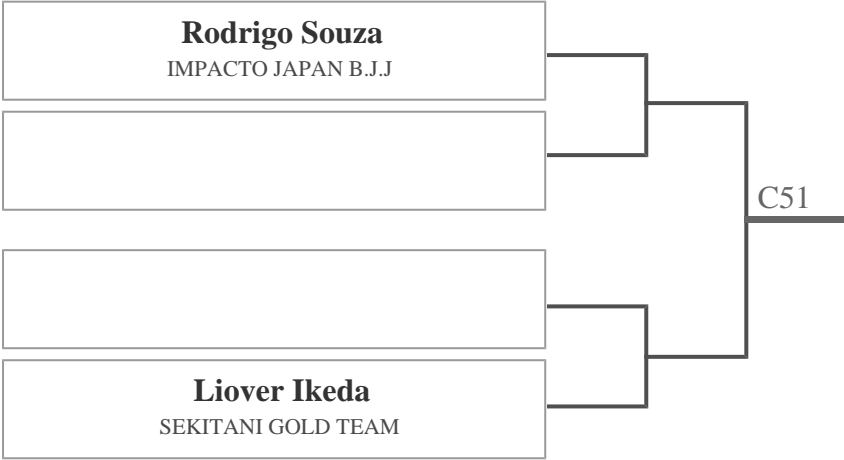 Rodrigo Souza
IMPACTO JAPAN B.J.J
C51
Liover Ikeda
SEKITANI GOLD TEAM